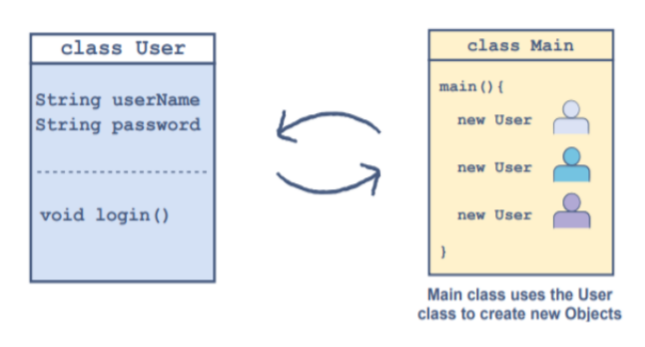 class User
String userName
String password
void login()
class Main
main(){
new User
new User
new User
}
Main class uses the User
class to create new Objects